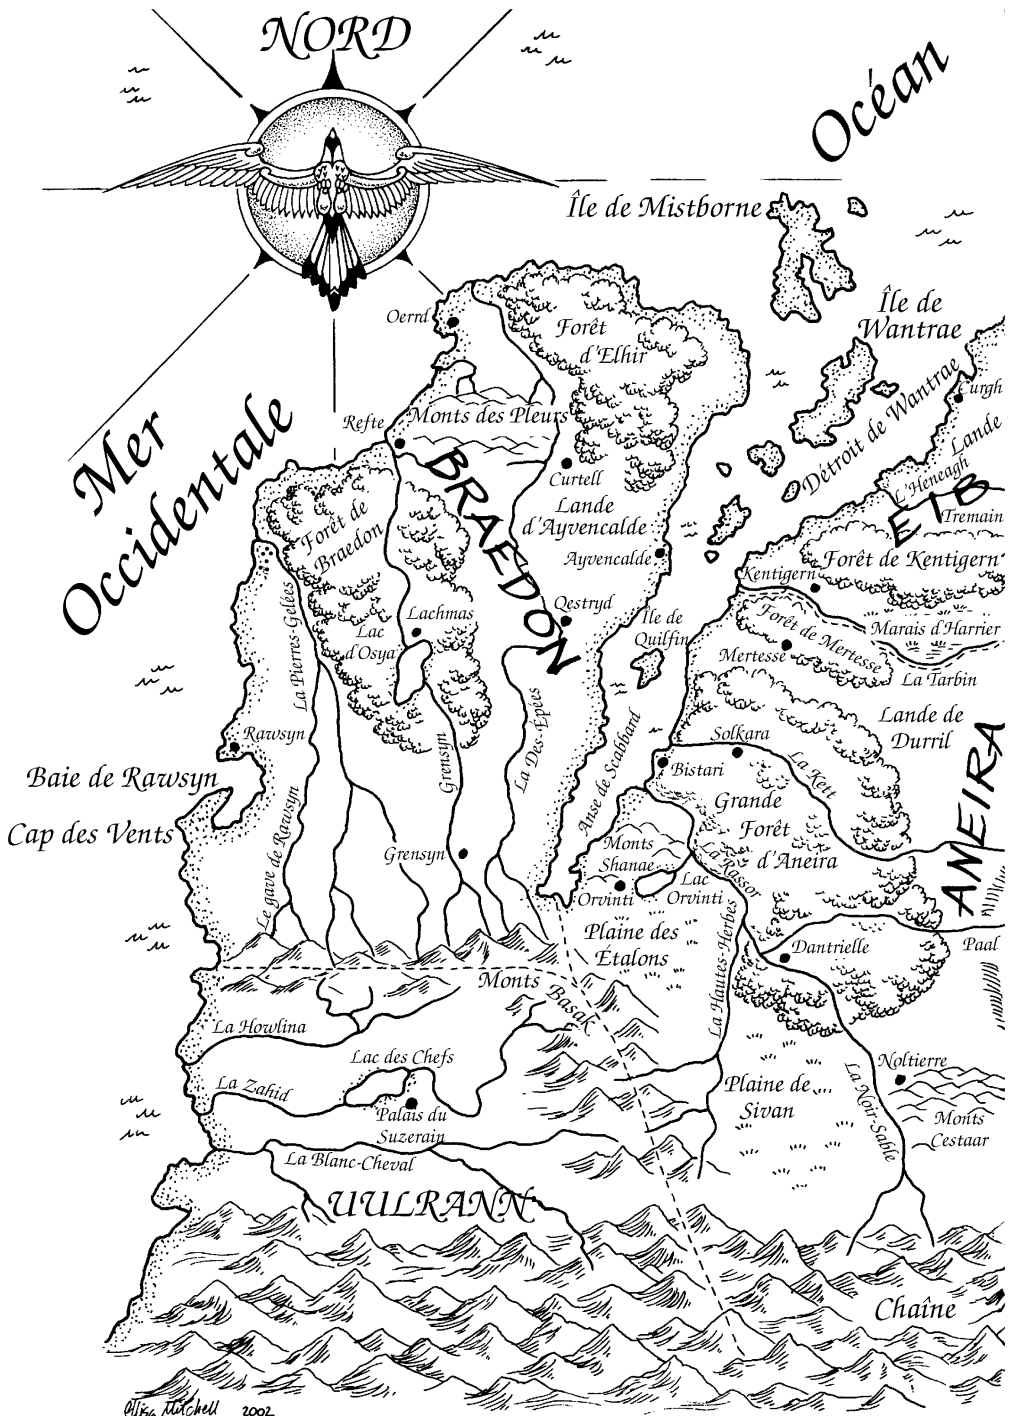 NORD
Océan
Île de Mistborne
Île de
Wantrae
Oerrd
Forêt
d'Elhir
Détroit de Wantrae
Curgh
Mer
Occidentale
Refte
Monts des Pleurs
Lande
L'Heneagh
BRAEDON
Curtell
EIB
Tremain
Lande
d'Ayvencalde
Forêt de
Braedon
Ayvencalde
Forêt de Kentigern
Kentigern
La Pierres-Gelées
Lachmas
Qestryd
Île de
Quilfin
Forêt de Mertesse
Marais d'Harrier
Lac
d'Osya
Mertesse
La Tarbin
Rawsyn
Grensyn
La Des-Épées
Anse de Scabbard
Solkara
Lande de
Durril
Baie de Rawsyn
Bistari
La Kett
ANEIRA
Cap des Vents
Le gave de Rawsyn
Grande
Forêt
d'Aneira
Grensyn
Monts
Shanae
La Rassor
Orvinti
Lac
Orvinti
Plaine des
Étalons
La Hautes-Herbes
Dantrielle
Paal
Monts
Basak
La Howlina
Lac des Chefs
La Zahid
Palais du
Suzerain
Plaine de
Sivan
La Noir-Sable
Noltierre
Monts
Cestaar
La Blanc-Cheval
UULRANN
Chaîne
Ellisa Mitchell 2002